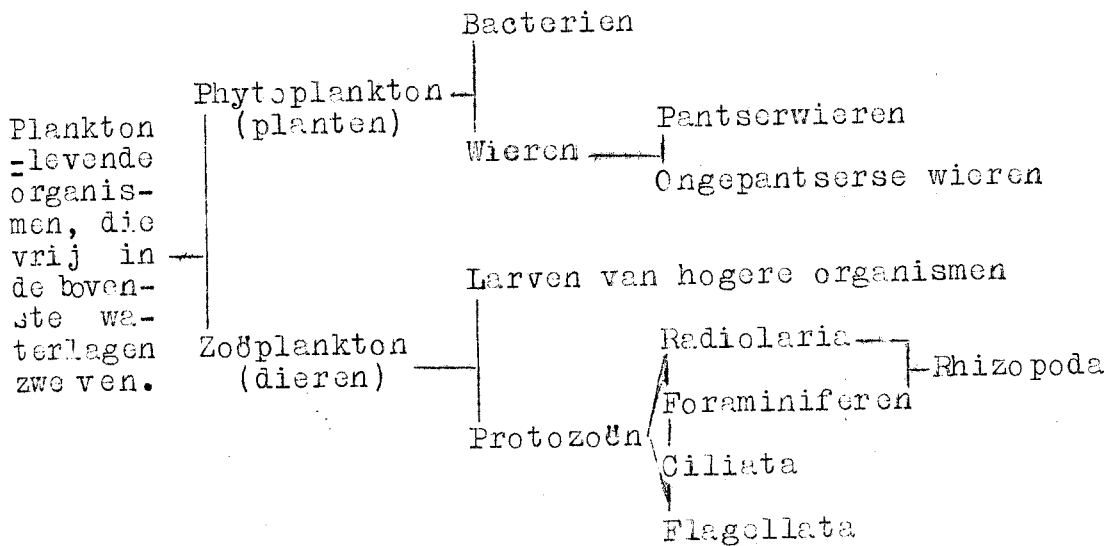 Bacterien
Phytoplankton
(planten)
Plankton
=levende
organis-
men, die
vrij in
de boven-
ste wa-
terlagen
zweven.
Pantserwieren
Wieren
Ongepantserse wieren
Larven van hogere organismen
Zoöplankton
(dieren)
Radiolaria
Rhizopoda
Foraminiferen
Protozoën
Ciliata
Flagellata